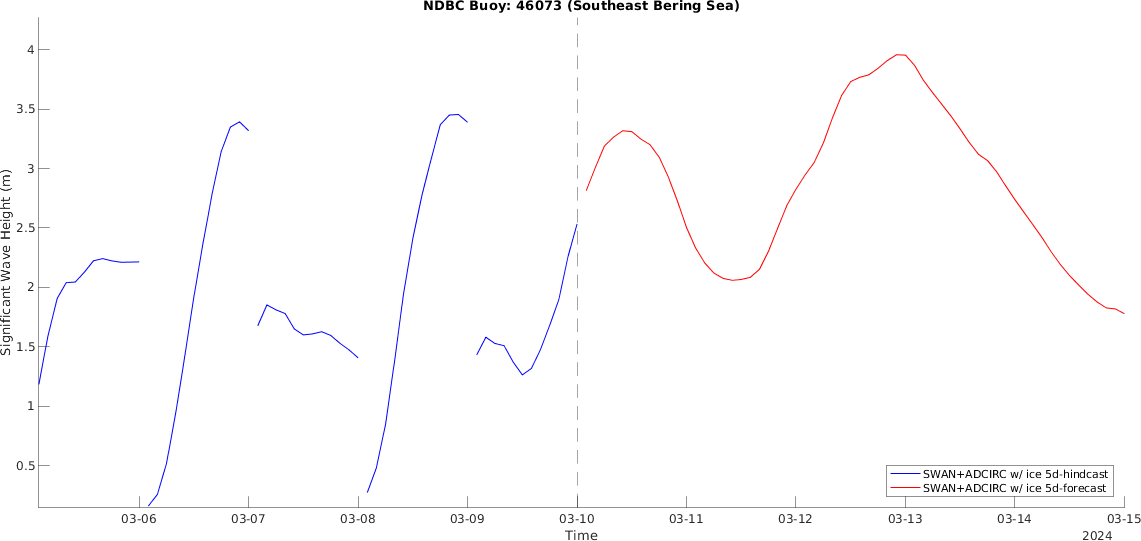 NDBC Buoy: 46073 (Southeast Bering Sea)
4
3.5
3
2.5
2
1.5
1
0.5
Significant Wave Height (m)
SWAN+ADCIRC w/ ice 5d-hindcast
SWAN+ADCIRC w/ ice 5d-forecast
03-06 03-07 03-08 03-09 03-10 03-11 03-12 03-13 03-14 03-15
Time
2024